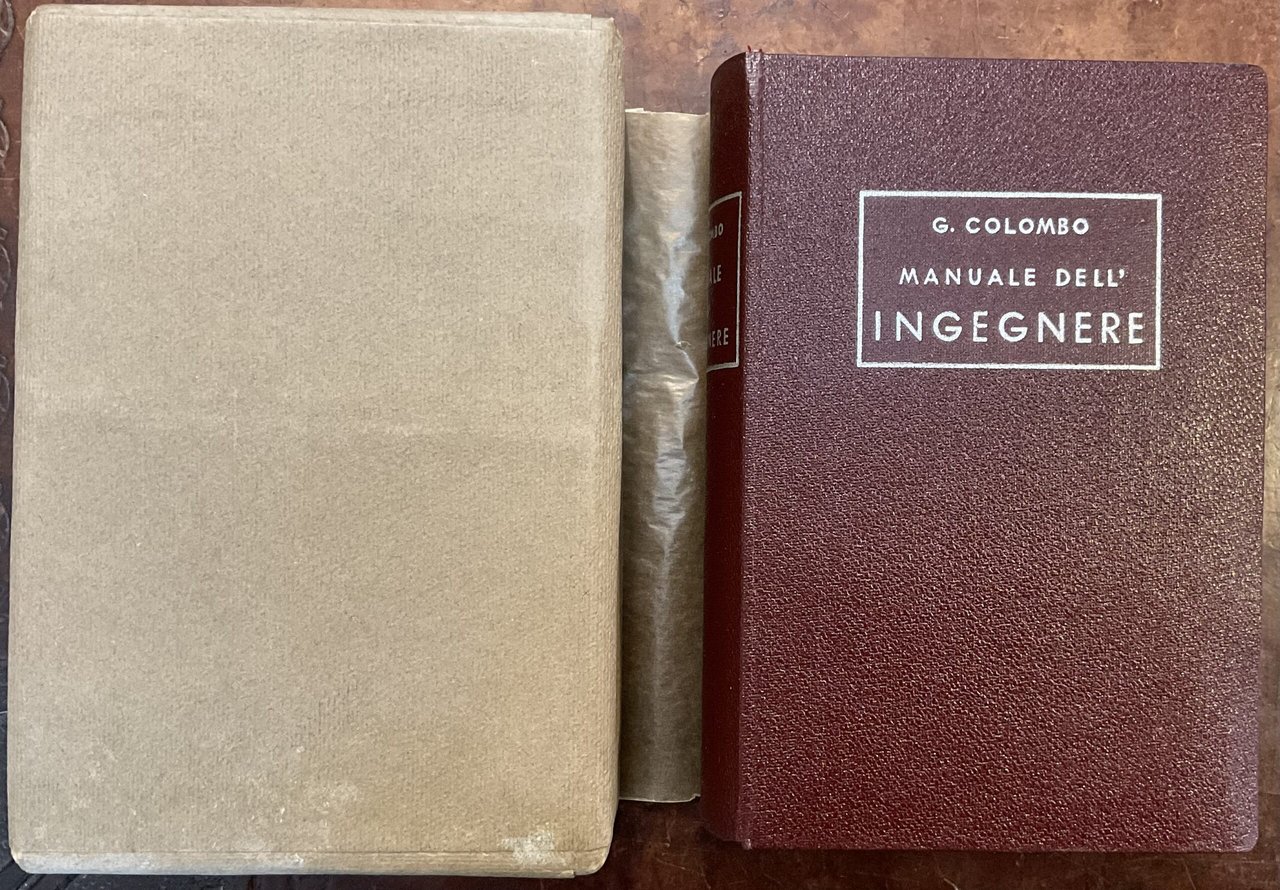 G. COLOMBO
MANUALE DELL'
INGEGNERE